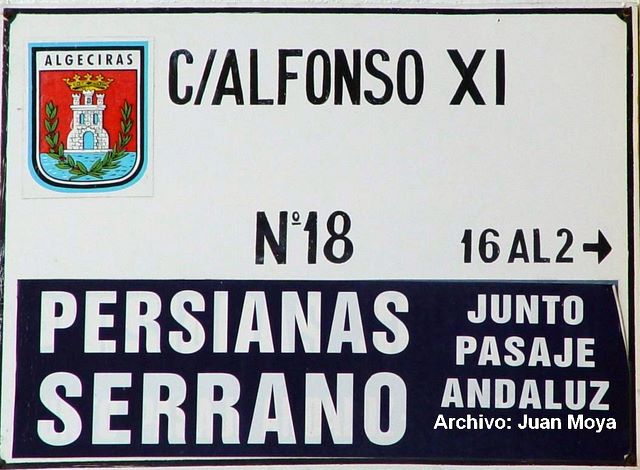 ALGECIRAS
C/ALFONSO XI
Nº18
16 AL 2
PERSIANAS
SERRANO
JUNTO
PASAJE
ANDALUZ
Archivo: Juan Moya